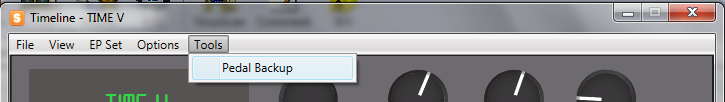 Timeline - TIME V
File View EP Set Options Tools
Pedal Backup
TIME V